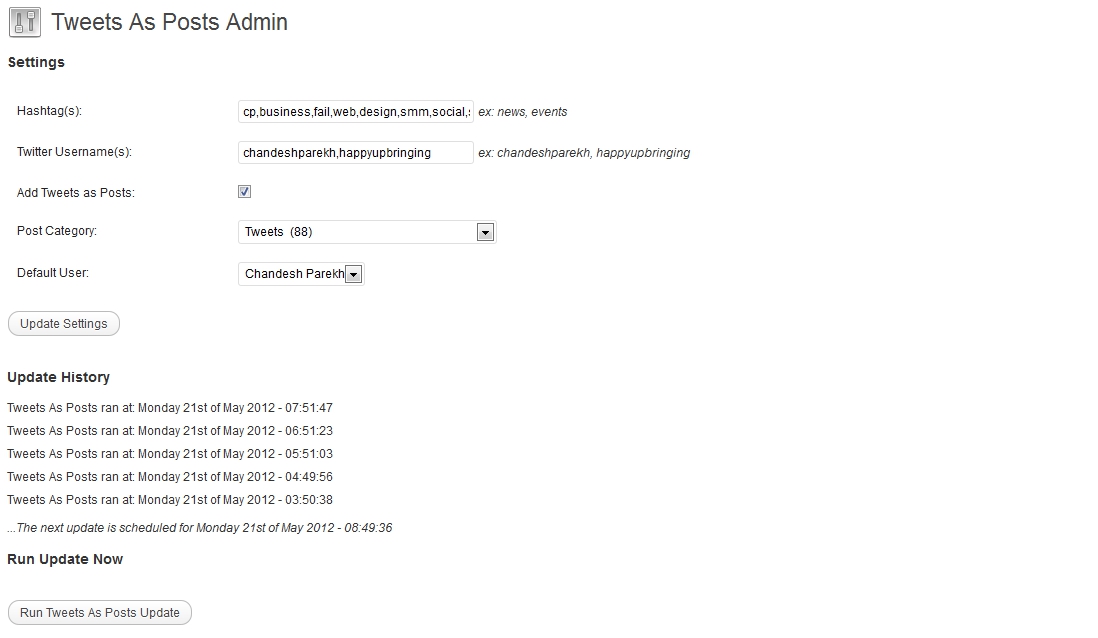 Tweets As Posts Admin
Settings
Hashtag(s): cp,business,fail,web,design,smm,social, ex: news, events
Twitter Username(s): chandeshparekh,happyupbringing ex: chandeshparekh, happyupbringing
Add Tweets as Posts:
Post Category: Tweets (88)
Default User: Chandesh Parekh
Update Settings
Update History
Tweets As Posts ran at: Monday 21st of May 2012 - 07:51:47
Tweets As Posts ran at: Monday 21st of May 2012 - 06:51:23
Tweets As Posts ran at: Monday 21st of May 2012 - 05:51:03
Tweets As Posts ran at: Monday 21st of May 2012 - 04:49:56
Tweets As Posts ran at: Monday 21st of May 2012 - 03:50:38
...The next update is scheduled for Monday 21st of May 2012 - 08:49:36
Run Update Now
Run Tweets As Posts Update